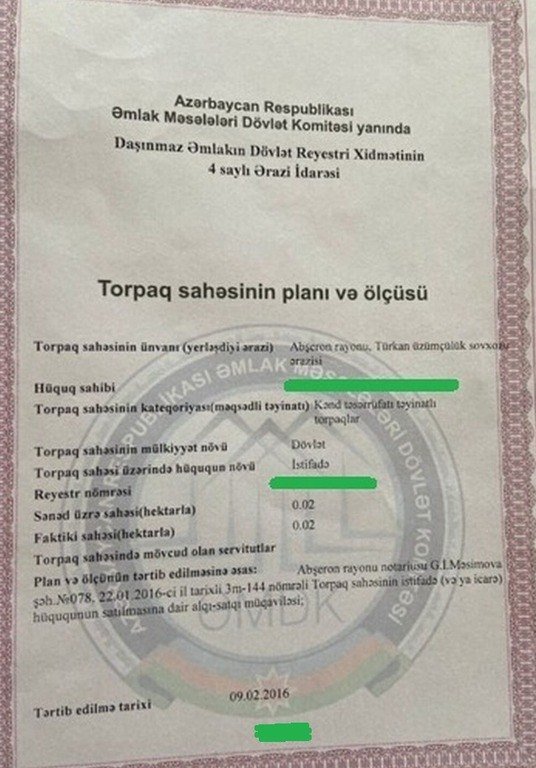 Azərbaycan Respublikası
Əmlak Məsələləri Dövlət Komitəsi yanında
Daşınmaz Əmlakın Dövlət Reyestri Xidmətinin
4 saylı Ərazi İdarəsi
Torpaq sahəsinin planı və ölçüsü
Torpaq sahəsinin ünvanı (yerləşdiyi ərazi) Abşeron rayonu, Türkan üzümçülük sovxozu
ərazisi
Hüquq sahibi
Torpaq sahəsinin kateqoriyası(məqsədli təyinatı) Kənd təsərrüfatı təyinatlı
torpaqlar
Torpaq sahəsinin mülkiyyət növü Dövlət
Torpaq sahəsi üzərində hüququn növü İstifadə
Reyestr nömrəsi
Sənəd üzrə sahəsi(hektarla) 0.02
Faktiki sahəsi(hektarla) 0.02
Torpaq sahəsində mövcud olan servitutlar
Plan və ölçünün tərtib edilməsinə əsas: Abşeron rayonu notariusu G.İ.Məsimova
şəh.№078, 22.01.2016-ci il tarixli 3m-144 nömrəli Torpaq sahəsinin istifadə (və ya icarə)
hüququnun satılmasına dair alqı-satqı müqaviləsi;
ƏMDK
Tərtib edilmə tarixi 09.02.2016